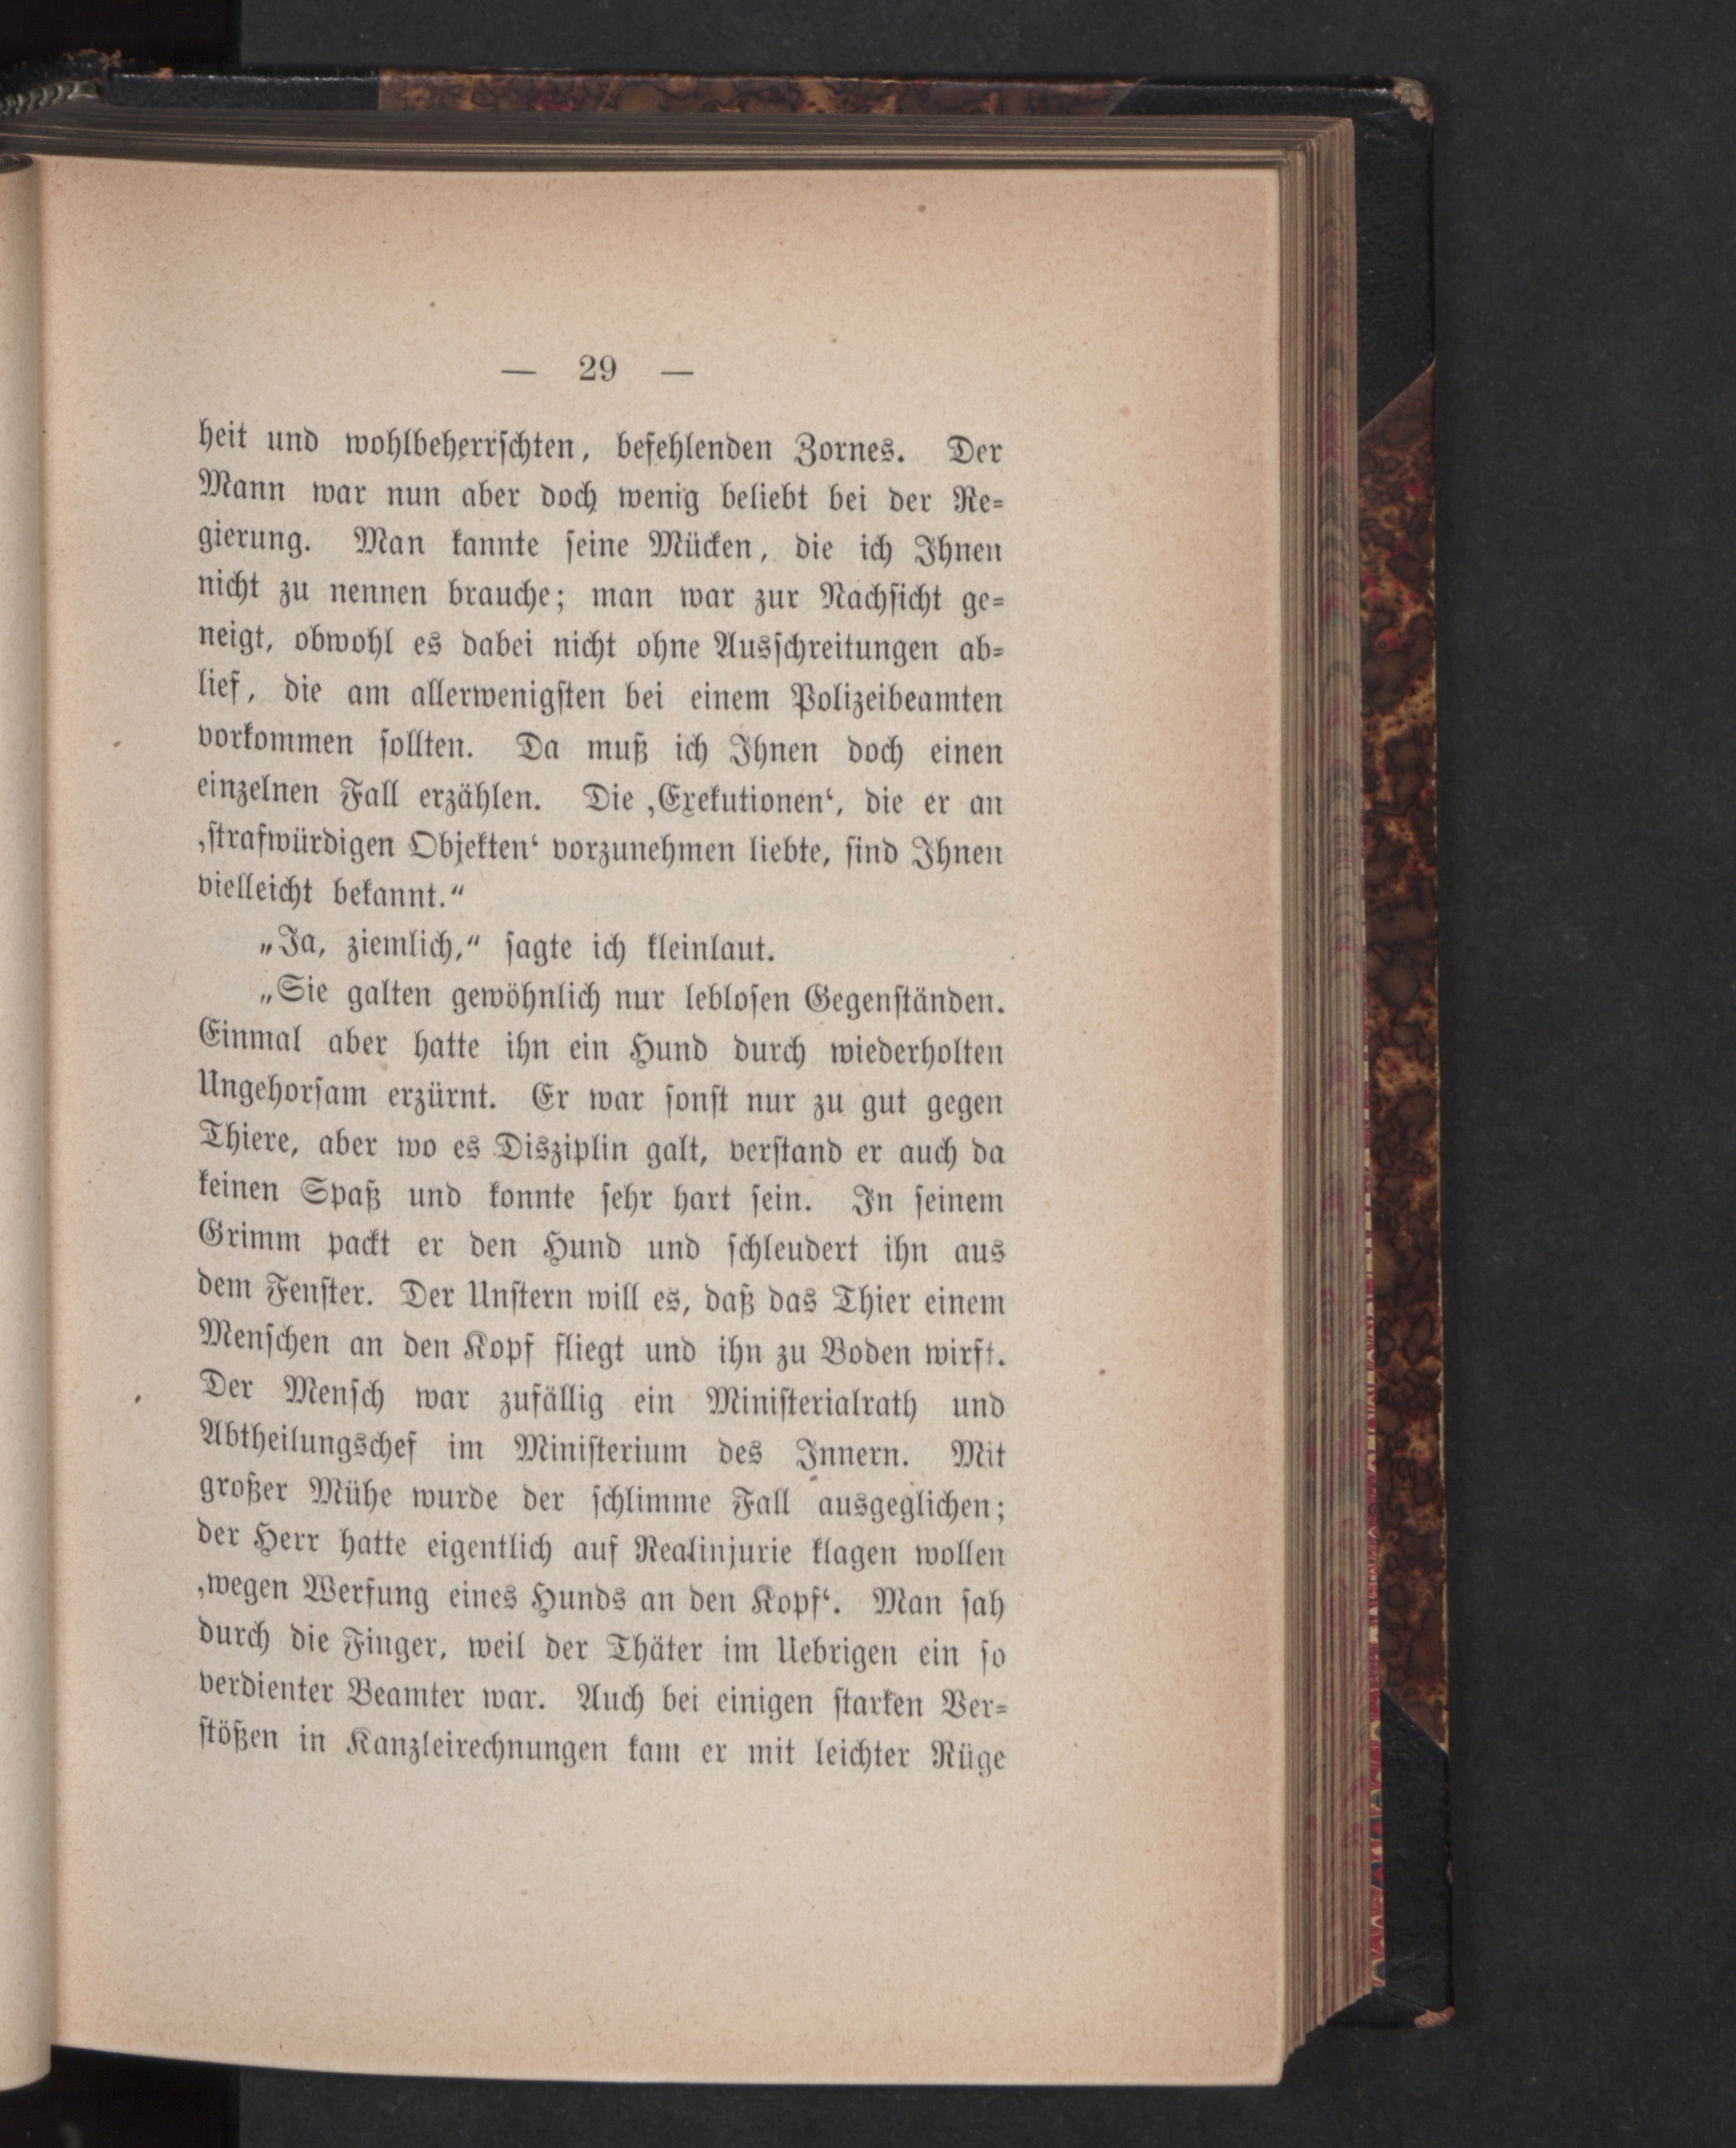 — 29 —
heit und wohlbeherrschten, befehlenden Zornes. Der
Mann war nun aber doch wenig beliebt bei der Re-
gierung. Man kannte seine Mücken, die ich Ihnen
nicht zu nennen brauche; man war zur Nachsicht ge-
neigt, obwohl es dabei nicht ohne Ausschreitungen ab-
lief, die am allerwenigsten bei einem Polizeibeamten
vorkommen sollten. Da muß ich Ihnen doch einen
einzelnen Fall erzählen. Die ‚Exekutionen‘, die er an
‚strafwürdigen Objekten‘ vorzunehmen liebte, sind Ihnen
vielleicht bekannt.“
„Ja, ziemlich,“ sagte ich kleinlaut.
„Sie galten gewöhnlich nur leblosen Gegenständen.
Einmal aber hatte ihn ein Hund durch wiederholten
Ungehorsam erzürnt. Er war sonst nur zu gut gegen
Thiere, aber wo es Disziplin galt, verstand er auch da
keinen Spaß und konnte sehr hart sein. In seinem
Grimm packt er den Hund und schleudert ihn aus
dem Fenster. Der Unstern will es, daß das Thier einem
Menschen an den Kopf fliegt und ihn zu Boden wirft.
Der Mensch war zufällig ein Ministerialrath und
Abtheilungschef im Ministerium des Innern. Mit
großer Mühe wurde der schlimme Fall ausgeglichen;
der Herr hatte eigentlich auf Realinjurie klagen wollen
‚wegen Werfung eines Hunds an den Kopf‘. Man sah
durch die Finger, weil der Thäter im Uebrigen ein so
verdienter Beamter war. Auch bei einigen starken Ver-
stößen in Kanzleirechnungen kam er mit leichter Rüge